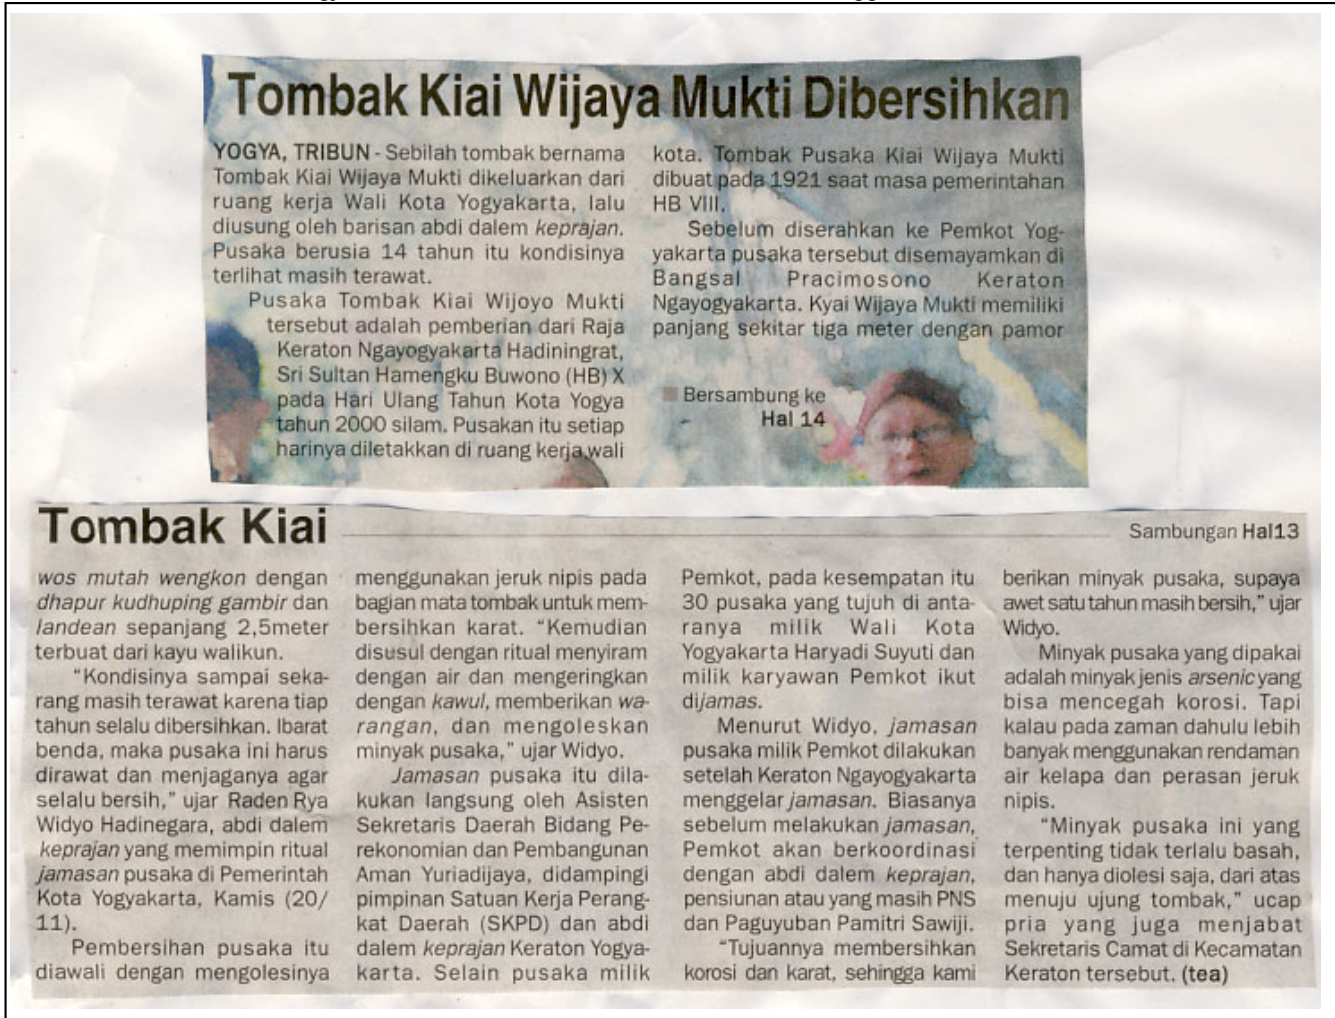 Tombak Kiai Wijaya Mukti Dibersihkan
YOGYA, TRIBUN - Sebilah tombak bernama
Tombak Kiai Wijaya Mukti dikeluarkan dari
ruang kerja Wali Kota Yogyakarta, lalu
diusung oleh barisan abdi dalem keprajan.
Pusaka berusia 14 tahun itu kondisinya
terlihat masih terawat.
Pusaka Tombak Kiai Wijoyo Mukti
tersebut adalah pemberian dari Raja
Keraton Ngayogyakarta Hadiningrat,
Sri Sultan Hamengku Buwono (HB) X
pada Hari Ulang Tahun Kota Yogya
tahun 2000 silam. Pusakan itu setiap
harinya diletakkan di ruang kerja wali
kota. Tombak Pusaka Kiai Wijaya Mukti
dibuat pada 1921 saat masa pemerintahan
HB VIII.
Sebelum diserahkan ke Pemkot Yog-
yakarta pusaka tersebut disemayamkan di
Bangsal Pracimosono Keraton
Ngayogyakarta. Kyai Wijaya Mukti memiliki
panjang sekitar tiga meter dengan pamor
Bersambung ke
Hal 14
Tombak Kiai
Sambungan Hal13
wos mutah wengkon dengan
dhapur kudhuping gambir dan
landean sepanjang 2,5meter
terbuat dari kayu walikun.
"Kondisinya sampai seka-
rang masih terawat karena tiap
tahun selalu dibersihkan. Ibarat
benda, maka pusaka ini harus
dirawat dan menjaganya agar
selalu bersih," ujar Raden Rya
Widyo Hadinegara, abdi dalem
keprajan yang memimpin ritual
jamasan pusaka di Pemerintah
Kota Yogyakarta, Kamis (20/
11).
Pembersihan pusaka itu
diawali dengan mengolesinya
menggunakan jeruk nipis pada
bagian mata tombak untuk mem-
bersihkan karat. "Kemudian
disusul dengan ritual menyiram
dengan air dan mengeringkan
dengan kawul, memberikan wa-
rangan, dan mengoleskan
minyak pusaka," ujar Widyo.
Jamasan pusaka itu dila-
kukan langsung oleh Asisten
Sekretaris Daerah Bidang Pe-
rekonomian dan Pembangunan
Aman Yuriadijaya, didampingi
pimpinan Satuan Kerja Perang-
kat Daerah (SKPD) dan abdi
dalem keprajan Keraton Yogya-
karta. Selain pusaka milik
Pemkot, pada kesempatan itu
30 pusaka yang tujuh di anta-
ranya milik Wali Kota
Yogyakarta Haryadi Suyuti dan
milik karyawan Pemkot ikut
dijamas.
Menurut Widyo, jamasan
pusaka milik Pemkot dilakukan
setelah Keraton Ngayogyakarta
menggelar jamasan. Biasanya
sebelum melakukan jamasan,
Pemkot akan berkoordinasi
dengan abdi dalem keprajan,
pensiunan atau yang masih PNS
dan Paguyuban Pamitri Sawiji.
"Tujuannya membersihkan
korosi dan karat, sehingga kami
berikan minyak pusaka, supaya
awet satu tahun masih bersih," ujar
Widyo.
Minyak pusaka yang dipakai
adalah minyak jenis arsenic yang
bisa mencegah korosi. Tapi
kalau pada zaman dahulu lebih
banyak menggunakan rendaman
air kelapa dan perasan jeruk
nipis.
"Minyak pusaka ini yang
terpenting tidak terlalu basah,
dan hanya diolesi saja, dari atas
menuju ujung tombak," ucap
pria yang juga menjabat
Sekretaris Camat di Kecamatan
Keraton tersebut. (tea)